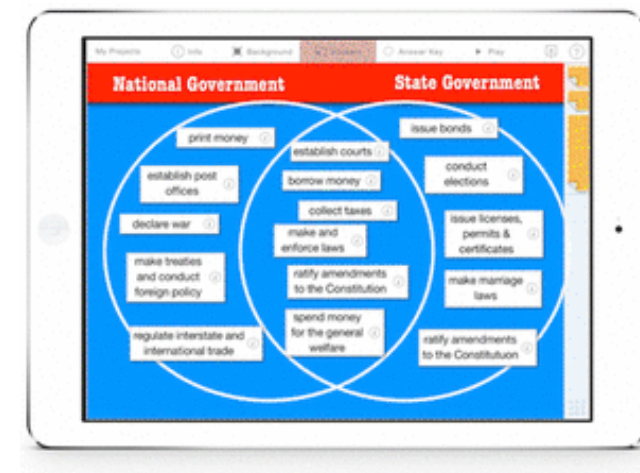 My Projects
Info
Background
Stickers
Answer Key
Play
National Government
State Government
print money
establish post
offices
declare war
make treaties
and conduct
foreign policy
regulate interstate and
international trade
establish courts
borrow money
collect taxes
make and
enforce laws
ratify amendments
to the Constitution
spend money
for the general
welfare
issue bonds
conduct
elections
issue licenses,
permits &
certificates
make marriage
laws
ratify amendments
to the Constitutuon